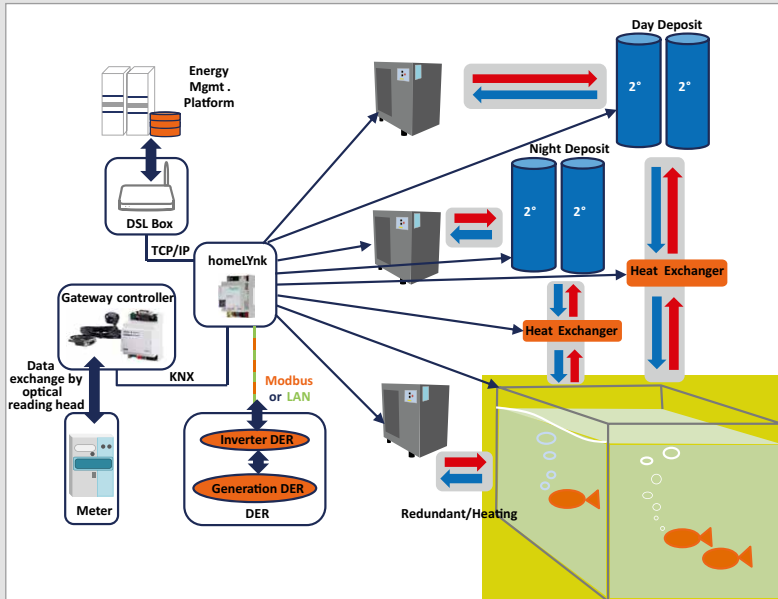 Day Deposit
Energy
Mgmt .
Platform
2°
2°
Night Deposit
DSL Box
2°
2°
TCP/IP
homeLYnk
Heat Exchanger
Gateway controller
Heat Exchanger
Data
exchange by
optical
reading head
KNX
Modbus
or LAN
Inverter DER
Generation DER
Meter
DER
Redundant/Heating